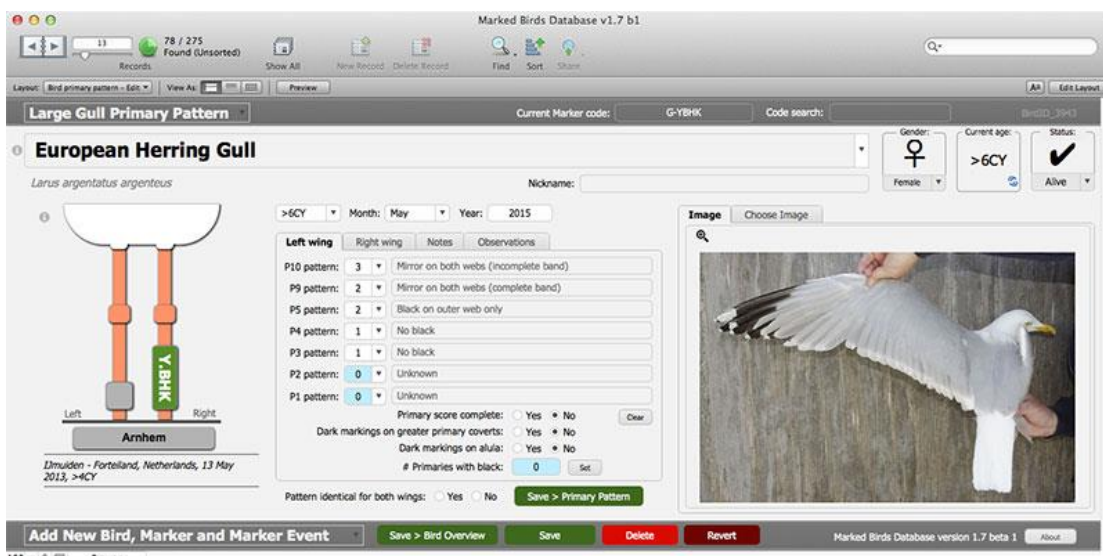 Marked Birds Database v1.7 b1
13
78 / 275
Found (Unsorted)
Records
Show All
New Record
Delete Record
Find
Sort
Share
Layout: Bird primary pattern - Edit
View As:
Preview
Edit Layout
Large Gull Primary Pattern
Current Marker code:
G-YBHK
Code search:
BirdID_3943
European Herring Gull
Gender:
Female
Current age:
>6CY
Status:
Alive
Larus argentatus argenteus
Nickname:
>6CY
Month:
May
Year:
2015
Image
Choose Image
Left wing
Right wing
Notes
Observations
P10 pattern: 3 Mirror on both webs (incomplete band)
P9 pattern: 2 Mirror on both webs (complete band)
P5 pattern: 2 Black on outer web only
P4 pattern: 1 No black
P3 pattern: 1 No black
P2 pattern: 0 Unknown
P1 pattern: 0 Unknown
Primary score complete: Yes No
Clear
Dark markings on greater primary coverts: Yes No
Dark markings on alula: Yes No
# Primaries with black: 0 Set
Pattern identical for both wings: Yes No
Save > Primary Pattern
Y.BHK
Left
Right
Arnhem
IJmuiden - Forteiland, Netherlands, 13 May
2013, >4CY
Add New Bird, Marker and Marker Event
Save > Bird Overview
Save
Delete
Revert
Marked Birds Database version 1.7 beta 1
About